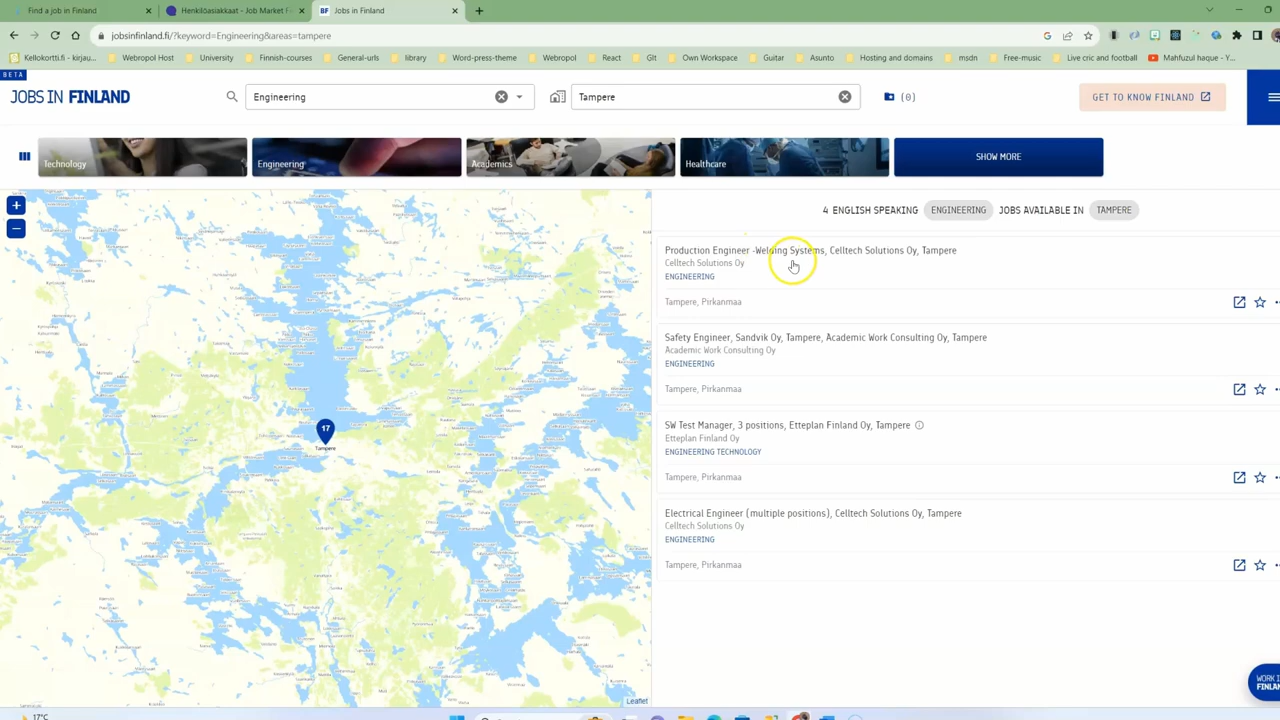 Find a job in Finland
Henkilöasiakkaat - Job Market F
BF Jobs in Finland
jobsinfinland.fi/?keyword=Engineering&areas=tampere
Kellokortti.fi - kirjau...
Webropol Host
University
Finnish-courses
General-urls
library
Word-press-theme
Webropol
React
GIt
Own Workspace
Guitar
Asunto
Hosting and domains
msdn
Free-music
Live cric and football
Mahfuzul haque - Y...
BETA
JOBS IN FINLAND
Engineering
Tampere
(0)
GET TO KNOW FINLAND
Technology
Engineering
Academics
Healthcare
SHOW MORE
+
−
4 ENGLISH SPEAKING ENGINEERING JOBS AVAILABLE IN TAMPERE
Production Engineer -Welding Systems, Celltech Solutions Oy, Tampere
Celltech Solutions Oy
ENGINEERING
Tampere, Pirkanmaa
Safety Engineer, Sandvik Oy, Tampere, Academic Work Consulting Oy, Tampere
Academic Work Consulting Oy
ENGINEERING
Tampere, Pirkanmaa
SW Test Manager, 3 positions, Etteplan Finland Oy, Tampere
Etteplan Finland Oy
ENGINEERING TECHNOLOGY
Tampere, Pirkanmaa
Electrical Engineer (multiple positions), Celltech Solutions Oy, Tampere
Celltech Solutions Oy
ENGINEERING
Tampere, Pirkanmaa
17
Tampere
Leaflet
WORK I
FINLAN
17°C